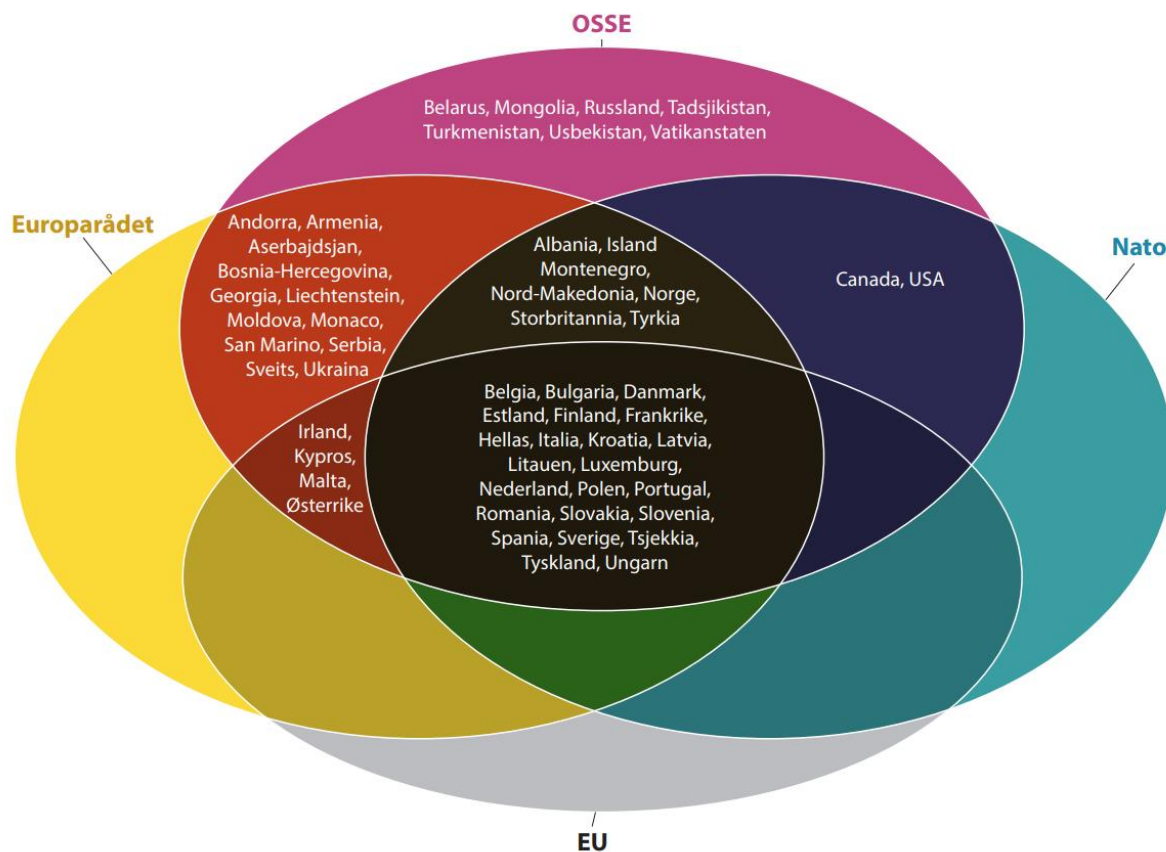 OSSE
Belarus, Mongolia, Russland, Tadsjikistan,
Turkmenistan, Usbekistan, Vatikanstaten
Europarådet
Andorra, Armenia,
Aserbajdsjan,
Bosnia-Hercegovina,
Georgia, Liechtenstein,
Moldova, Monaco,
San Marino, Serbia,
Sveits, Ukraina
Albania, Island
Montenegro,
Nord-Makedonia, Norge,
Storbritannia, Tyrkia
Canada, USA
Nato
Irland,
Kypros,
Malta,
Østerrike
Belgia, Bulgaria, Danmark,
Estland, Finland, Frankrike,
Hellas, Italia, Kroatia, Latvia,
Litauen, Luxemburg,
Nederland, Polen, Portugal,
Romania, Slovakia, Slovenia,
Spania, Sverige, Tsjekkia,
Tyskland, Ungarn
EU